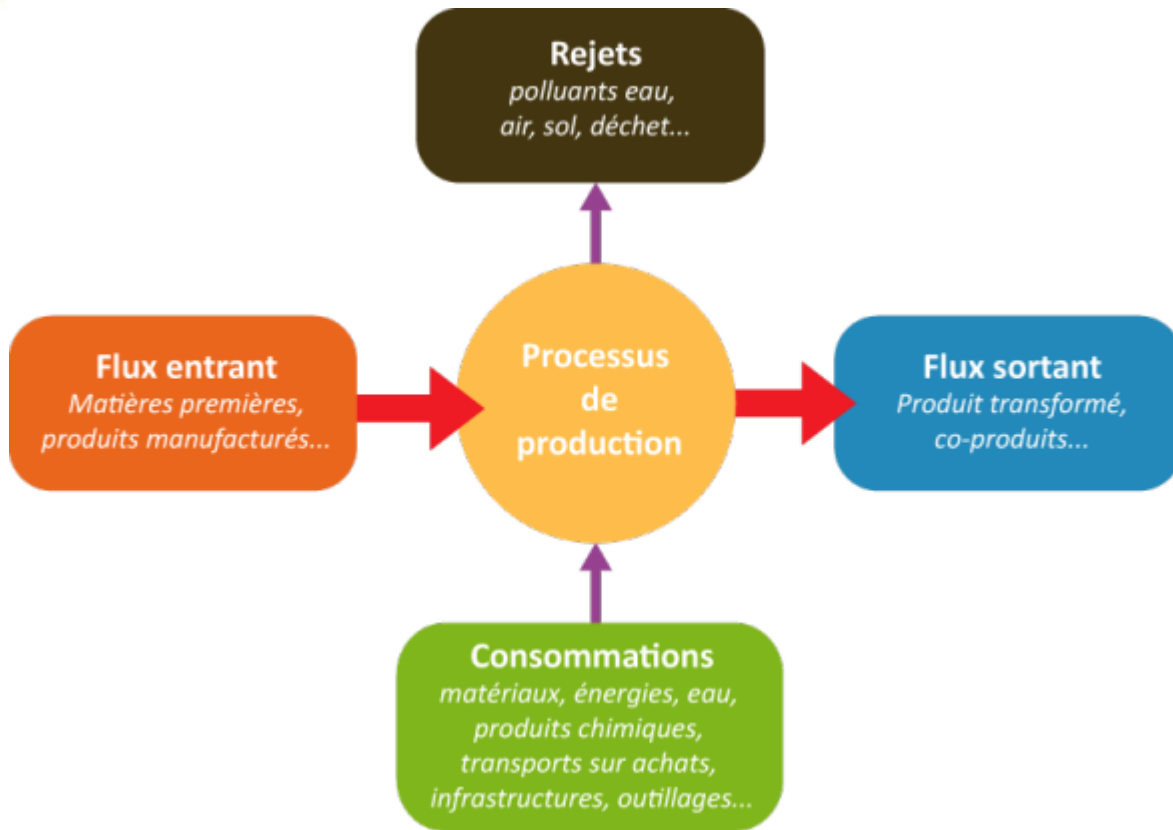 Rejets
polluants eau,
air, sol, déchet...
Flux entrant
Matières premières,
produits manufacturés...
Processus
de
production
Flux sortant
Produit transformé,
co-produits...
Consommations
matériaux, énergies, eau,
produits chimiques,
transports sur achats,
infrastructures, outillages...